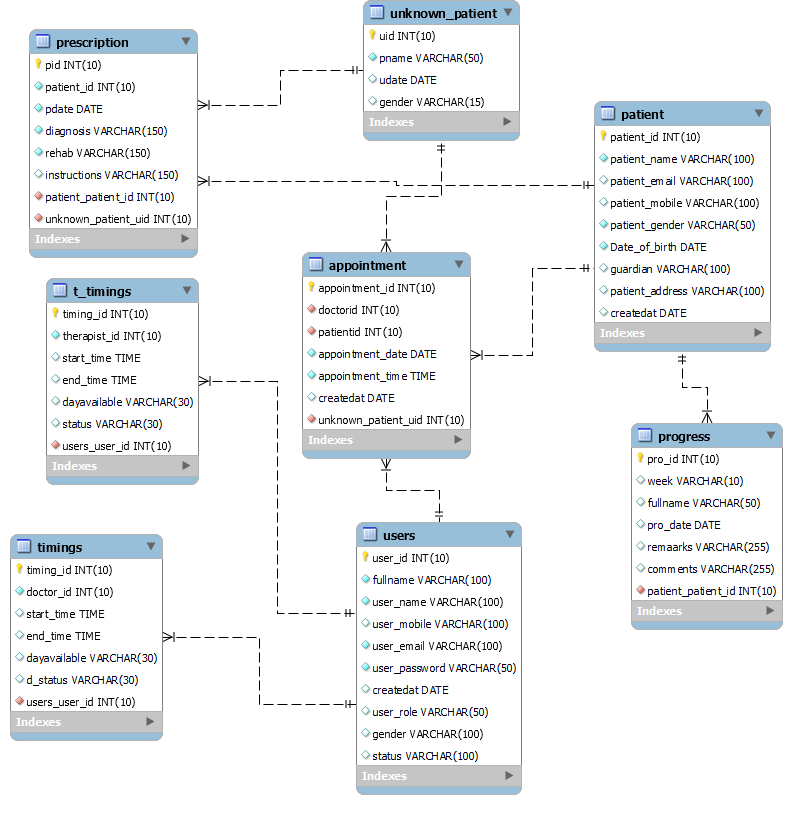 unknown_patient
uid INT(10)
pname VARCHAR(50)
udate DATE
gender VARCHAR(15)
Indexes
prescription
pid INT(10)
patient_id INT(10)
pdate DATE
diagnosis VARCHAR(150)
rehab VARCHAR(150)
instructions VARCHAR(150)
patient_patient_id INT(10)
unknown_patient_uid INT(10)
Indexes
patient
patient_id INT(10)
patient_name VARCHAR(100)
patient_email VARCHAR(100)
patient_mobile VARCHAR(100)
patient_gender VARCHAR(50)
Date_of_birth DATE
guardian VARCHAR(100)
patient_address VARCHAR(100)
createdat DATE
Indexes
appointment
appointment_id INT(10)
doctorid INT(10)
patientid INT(10)
appointment_date DATE
appointment_time TIME
createdat DATE
unknown_patient_uid INT(10)
Indexes
t_timings
timing_id INT(10)
therapist_id INT(10)
start_time TIME
end_time TIME
dayavailable VARCHAR(30)
status VARCHAR(30)
users_user_id INT(10)
Indexes
progress
pro_id INT(10)
week VARCHAR(10)
fullname VARCHAR(50)
pro_date DATE
remaarks VARCHAR(255)
comments VARCHAR(255)
patient_patient_id INT(10)
Indexes
users
user_id INT(10)
fullname VARCHAR(100)
user_name VARCHAR(100)
user_mobile VARCHAR(100)
user_email VARCHAR(100)
user_password VARCHAR(50)
createdat DATE
user_role VARCHAR(50)
gender VARCHAR(100)
status VARCHAR(100)
Indexes
timings
timing_id INT(10)
doctor_id INT(10)
start_time TIME
end_time TIME
dayavailable VARCHAR(30)
d_status VARCHAR(30)
users_user_id INT(10)
Indexes